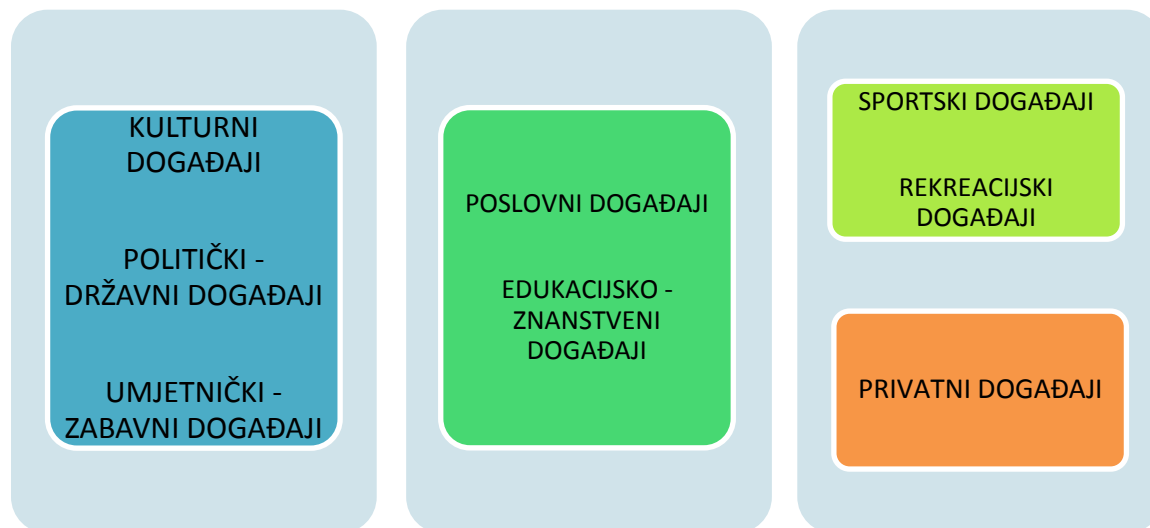 KULTURNI
DOGAĐAJI
POLITIČKI -
DRŽAVNI DOGAĐAJI
UMJETNIČKI -
ZABAVNI DOGAĐAJI
POSLOVNI DOGAĐAJI
EDUKACIJSKO -
ZNANSTVENI
DOGAĐAJI
SPORTSKI DOGAĐAJI
REKREACIJSKI
DOGAĐAJI
PRIVATNI DOGAĐAJI